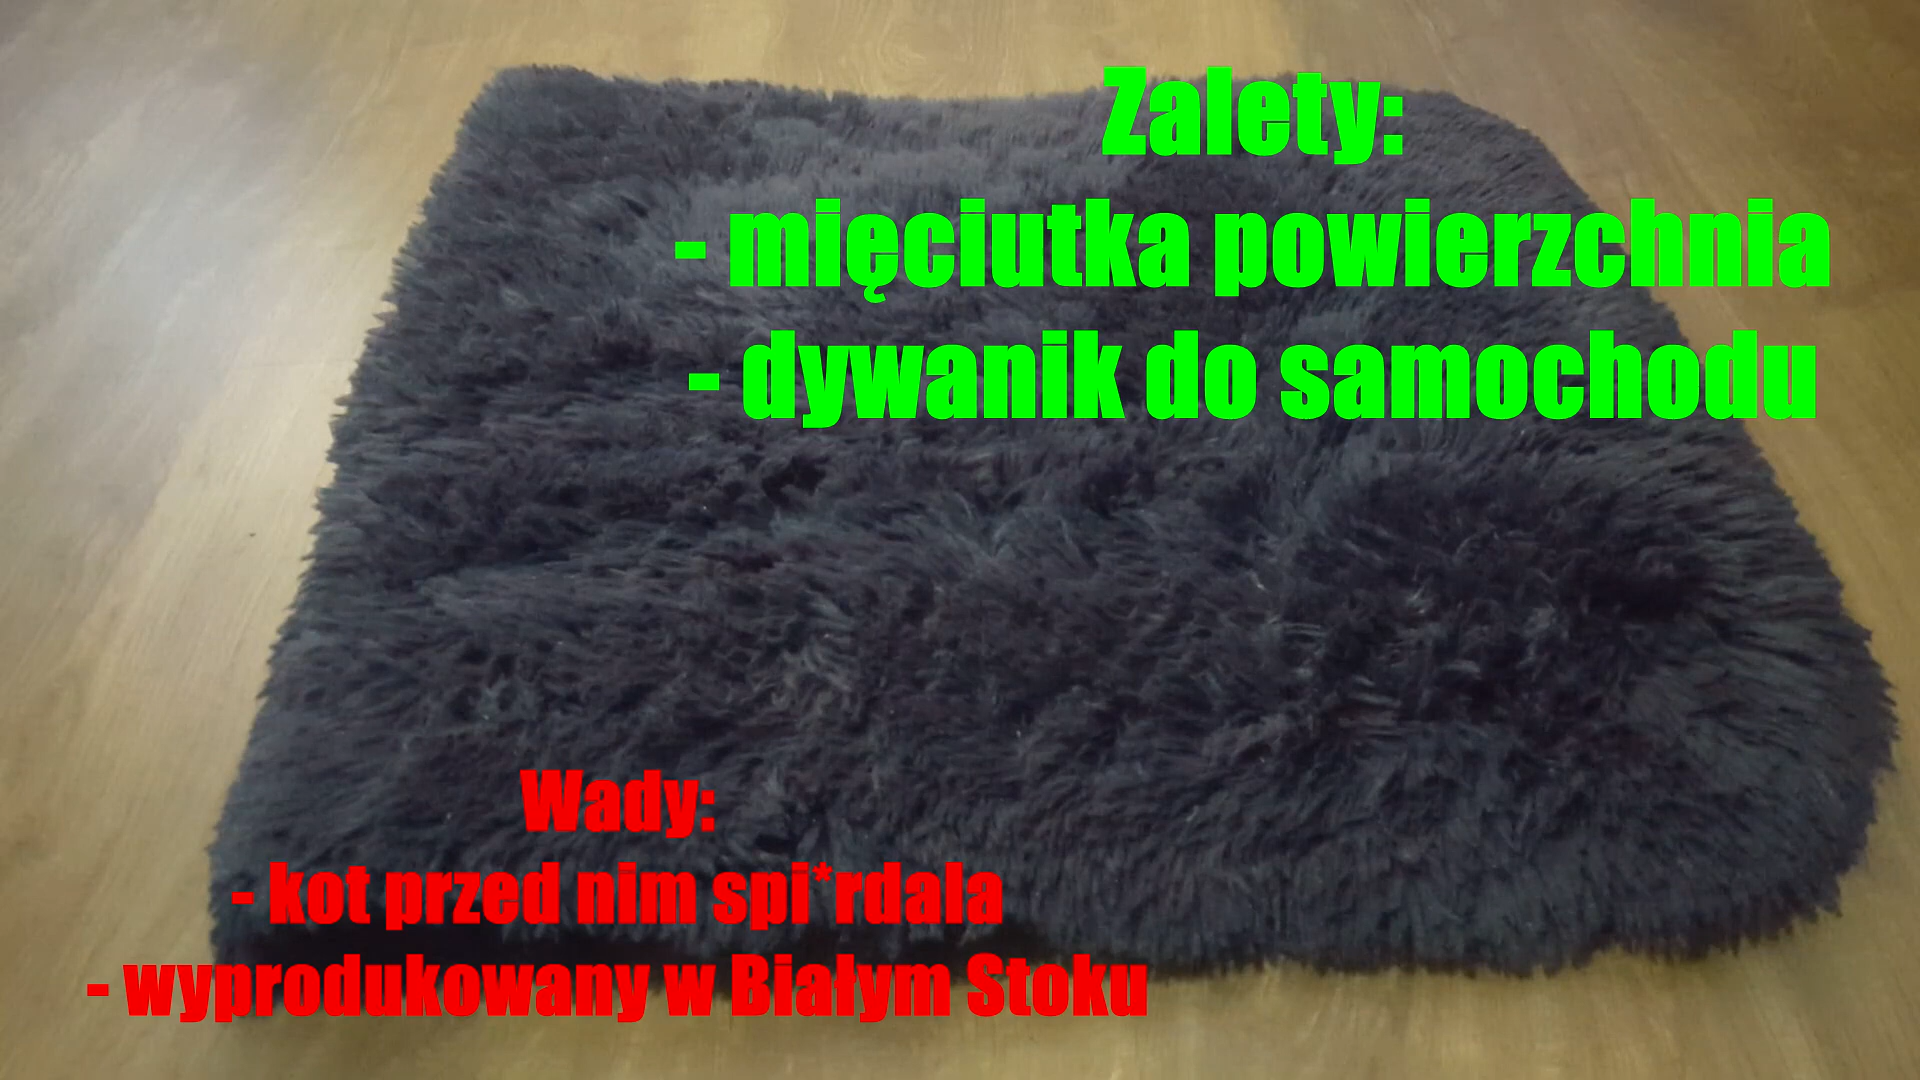 Zalety:
- mięciutka powierzchnia
- dywanik do samochodu
Wady:
- kot przed nim spi*rdala
- wyprodukowany w Białym Stoku